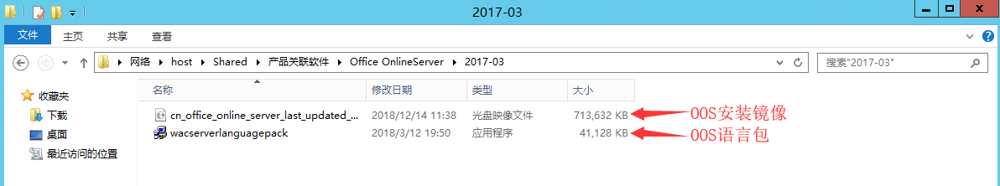 2017-03
文件 主页 共享 查看
网络 host Shared 产品关联软件 Office OnlineServer 2017-03 搜索"2017-03"
收藏夹
下载
桌面
最近访问的位置
名称 修改日期 类型 大小
cn_office_online_server_last_updated_... 2018/12/14 11:38 光盘映像文件 713,632 KB OOS安装镜像
wacserverlanguagepack 2018/3/12 19:50 应用程序 41,128 KB OOS语言包